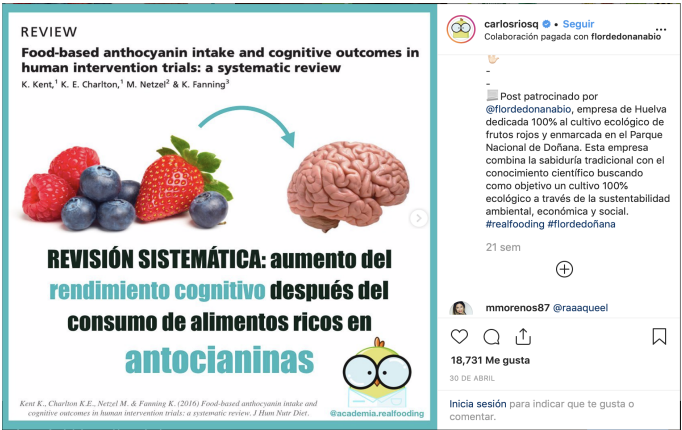 REVIEW
Food-based anthocyanin intake and cognitive outcomes in
human intervention trials: a systematic review
K. Kent,1 K. E. Charlton,1 M. Netzel2 & K. Fanning3
REVISIÓN SISTEMÁTICA: aumento del
rendimiento cognitivo después del
consumo de alimentos ricos en
antocianinas
Kent K., Charlton K.E., Netzel M. & Fanning K. (2016) Food-based anthocyanin intake and
cognitive outcomes in human intervention trials: a systematic review. J Hum Nutr Diet.
@academia.realfooding
carlosriosq • Seguir
Colaboración pagada con flordedonanabio
-
-
Post patrocinado por
@flordedonanabio, empresa de Huelva
dedicada 100% al cultivo ecológico de
frutos rojos y enmarcada en el Parque
Nacional de Doñana. Esta empresa
combina la sabiduría tradicional con el
conocimiento científico buscando
como objetivo un cultivo 100%
ecológico a través de la sustentabilidad
ambiental, económica y social.
#realfooding #flordedoñana
21 sem
mmorenos87 @raaaqueel
18,731 Me gusta
30 DE ABRIL
Inicia sesión para indicar que te gusta o
comentar.